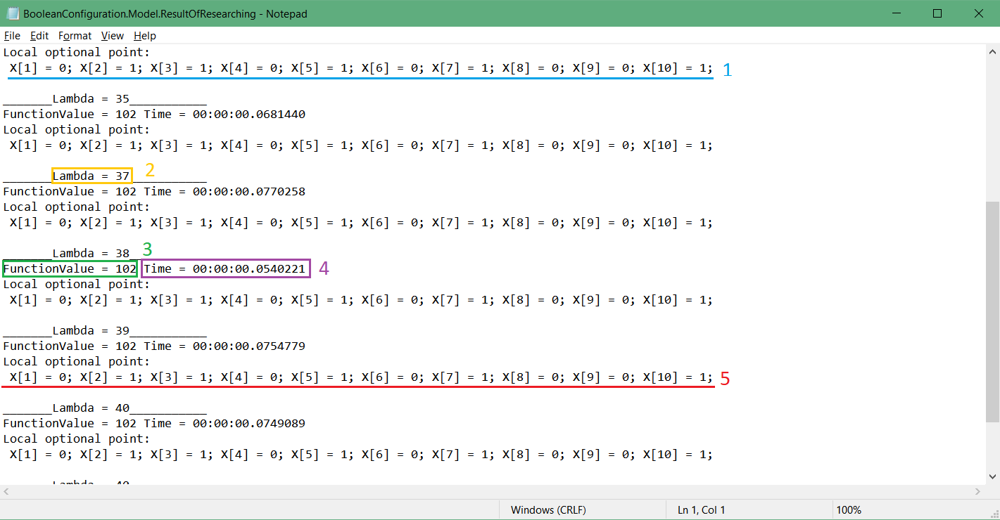 BooleanConfiguration.Model.ResultOfResearching - Notepad
File Edit Format View Help
Local optional point:
X[1] = 0; X[2] = 1; X[3] = 1; X[4] = 0; X[5] = 1; X[6] = 0; X[7] = 1; X[8] = 0; X[9] = 0; X[10] = 1; 1
_______Lambda = 35___________
FunctionValue = 102 Time = 00:00:00.0681440
Local optional point:
X[1] = 0; X[2] = 1; X[3] = 1; X[4] = 0; X[5] = 1; X[6] = 0; X[7] = 1; X[8] = 0; X[9] = 0; X[10] = 1;
_______Lambda = 37___________ 2
FunctionValue = 102 Time = 00:00:00.0770258
Local optional point:
X[1] = 0; X[2] = 1; X[3] = 1; X[4] = 0; X[5] = 1; X[6] = 0; X[7] = 1; X[8] = 0; X[9] = 0; X[10] = 1;
_______Lambda = 38__ 3
FunctionValue = 102 Time = 00:00:00.0540221 4
Local optional point:
X[1] = 0; X[2] = 1; X[3] = 1; X[4] = 0; X[5] = 1; X[6] = 0; X[7] = 1; X[8] = 0; X[9] = 0; X[10] = 1;
_______Lambda = 39___________
FunctionValue = 102 Time = 00:00:00.0754779
Local optional point:
X[1] = 0; X[2] = 1; X[3] = 1; X[4] = 0; X[5] = 1; X[6] = 0; X[7] = 1; X[8] = 0; X[9] = 0; X[10] = 1; 5
_______Lambda = 40___________
FunctionValue = 102 Time = 00:00:00.0749089
Local optional point:
X[1] = 0; X[2] = 1; X[3] = 1; X[4] = 0; X[5] = 1; X[6] = 0; X[7] = 1; X[8] = 0; X[9] = 0; X[10] = 1;
Windows (CRLF) Ln 1, Col 1 100%